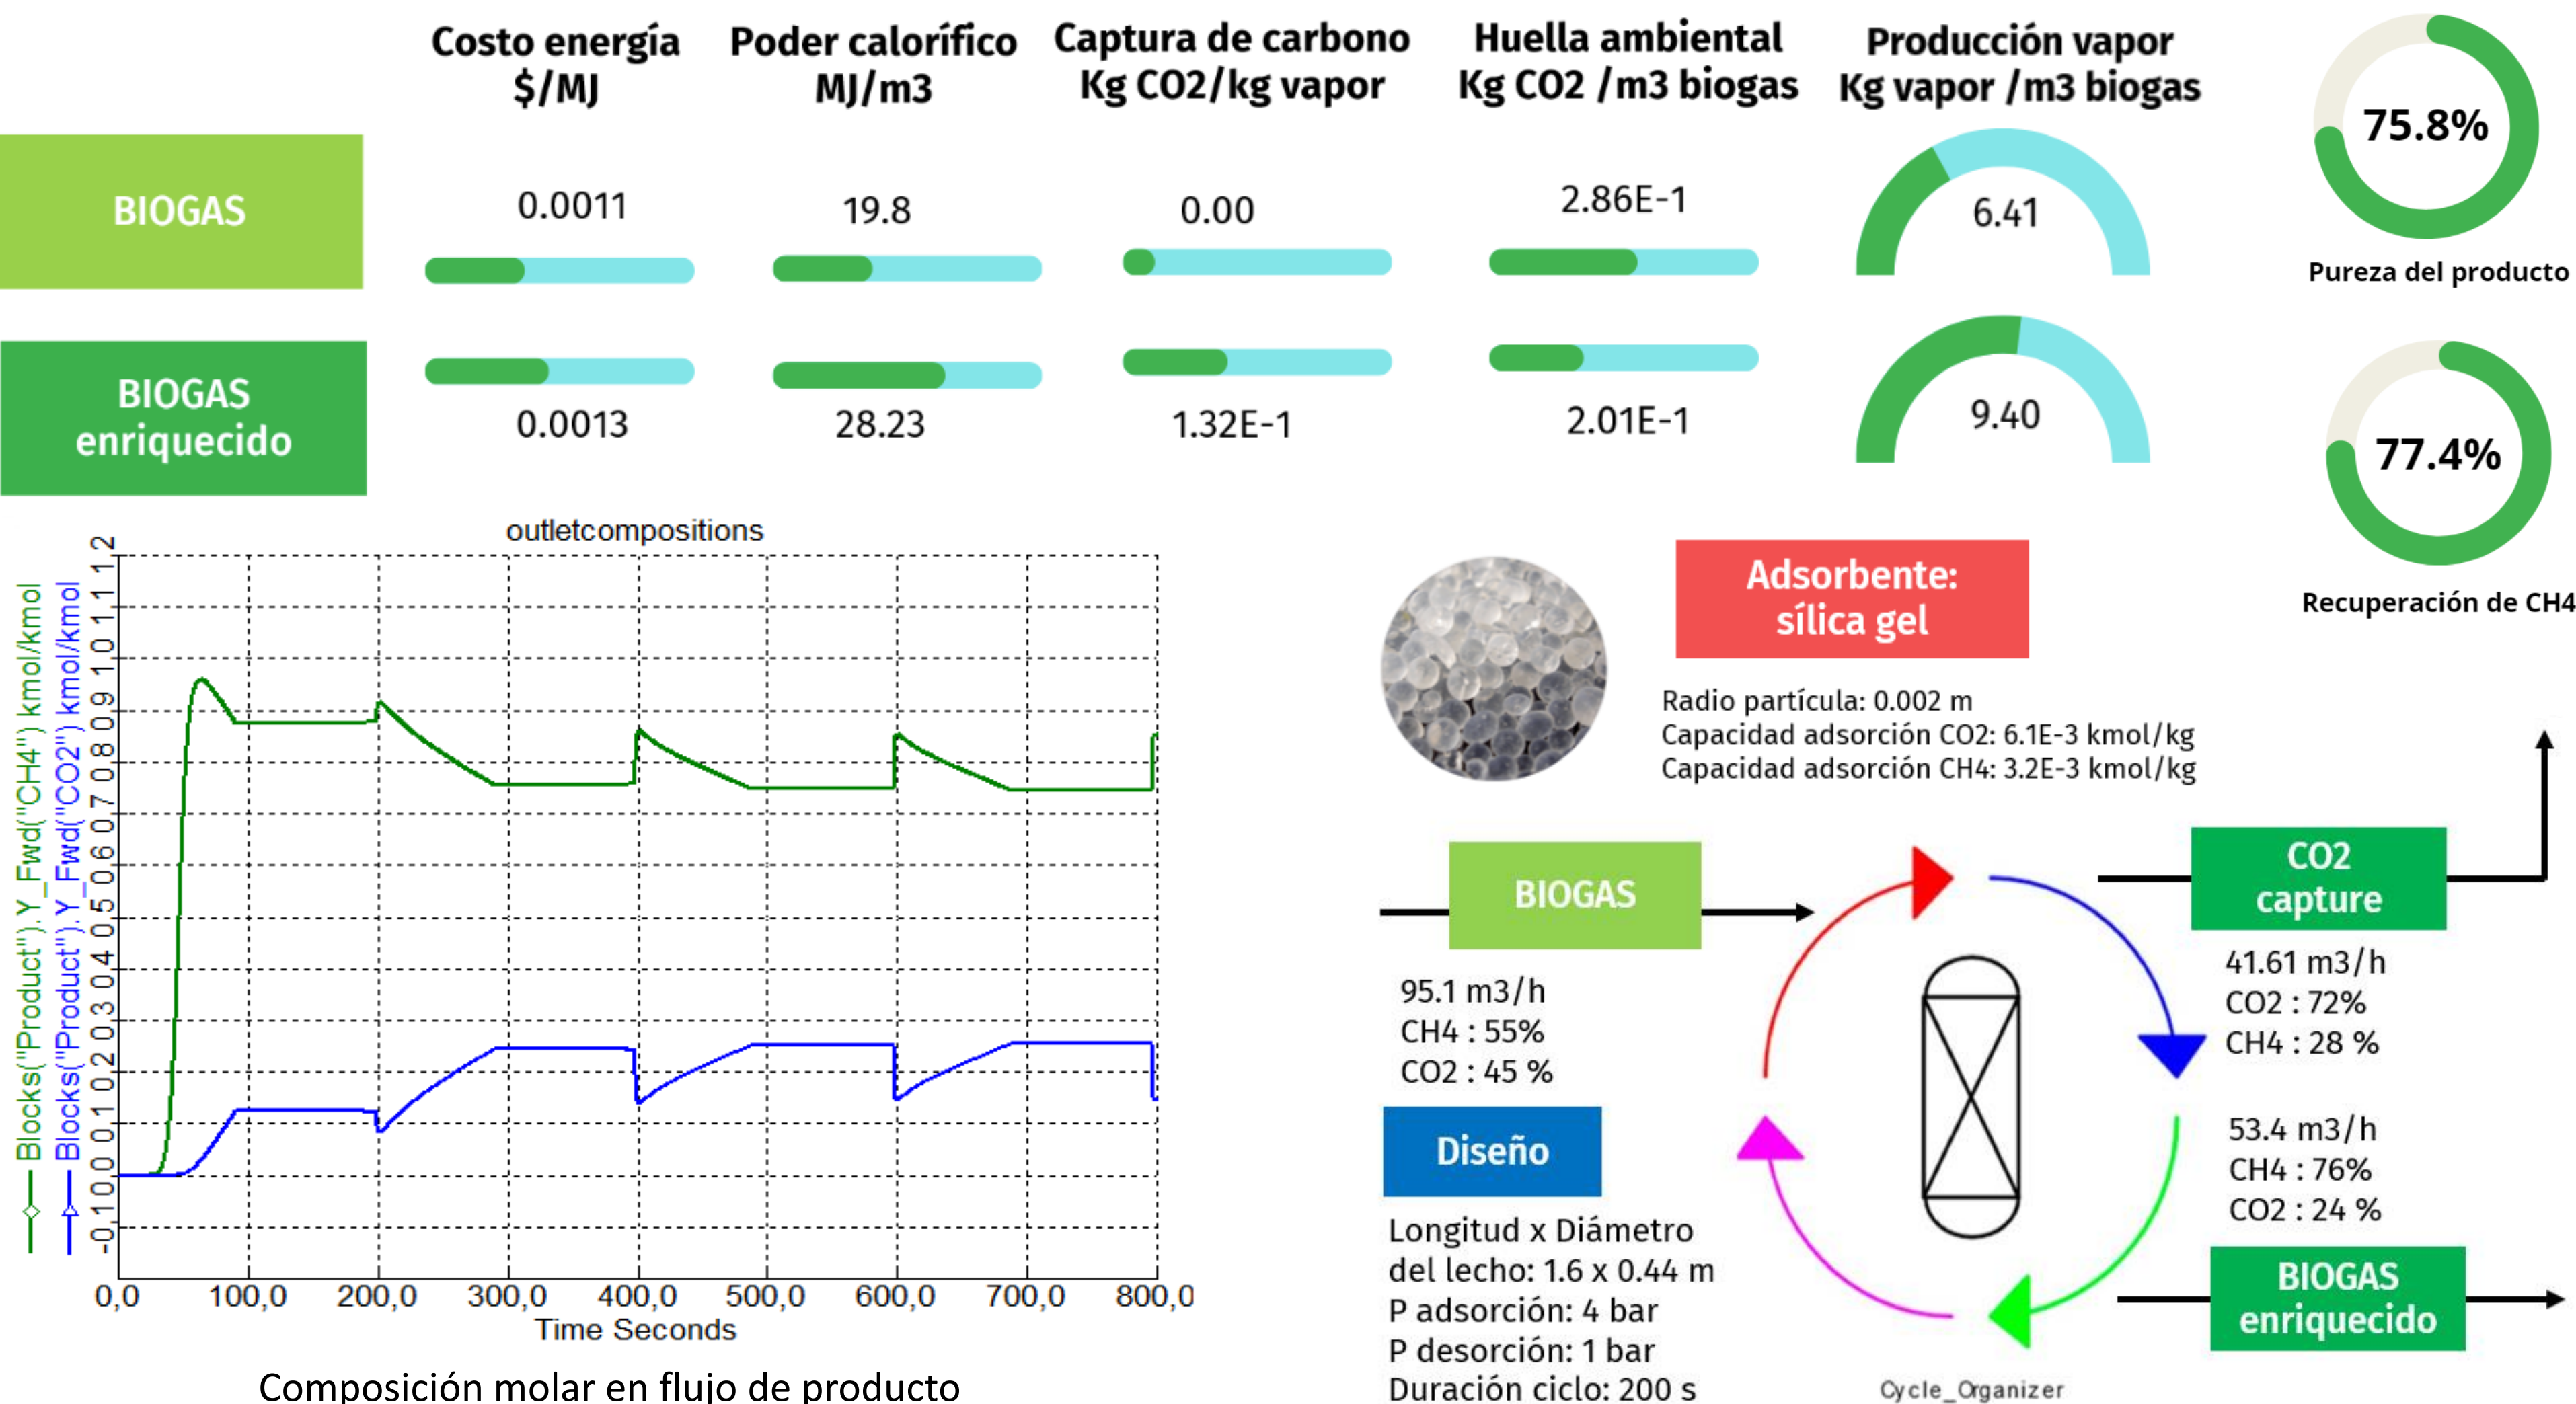 Costo energía
$/MJ
Poder calorífico
MJ/m3
Captura de carbono
Kg CO2/kg vapor
Huella ambiental
Kg CO2 /m3 biogas
Producción vapor
Kg vapor /m3 biogas
75.8%
Pureza del producto
BIOGAS
0.0011
19.8
0.00
2.86E-1
6.41
BIOGAS
enriquecido
0.0013
28.23
1.32E-1
2.01E-1
9.40
77.4%
Recuperación de CH4
outletcompositions
Blocks("Product").Y_Fwd("CH4") kmol/kmol
Blocks("Product").Y_Fwd("CO2") kmol/kmol
1 2
1 1
1 0
0 9
0 8
0 7
0 6
0 5
0 4
0 3
0 2
0 1
0 0
-0,1
0,0 100,0 200,0 300,0 400,0 500,0 600,0 700,0 800,0
Time Seconds
Composición molar en flujo de producto
Adsorbente:
sílica gel
Radio partícula: 0.002 m
Capacidad adsorción CO2: 6.1E-3 kmol/kg
Capacidad adsorción CH4: 3.2E-3 kmol/kg
BIOGAS
95.1 m3/h
CH4 : 55%
CO2 : 45 %
CO2
capture
41.61 m3/h
CO2 : 72%
CH4 : 28 %
Diseño
Longitud x Diámetro
del lecho: 1.6 x 0.44 m
P adsorción: 4 bar
P desorción: 1 bar
Duración ciclo: 200 s
53.4 m3/h
CH4 : 76%
CO2 : 24 %
BIOGAS
enriquecido
Cycle_Organizer